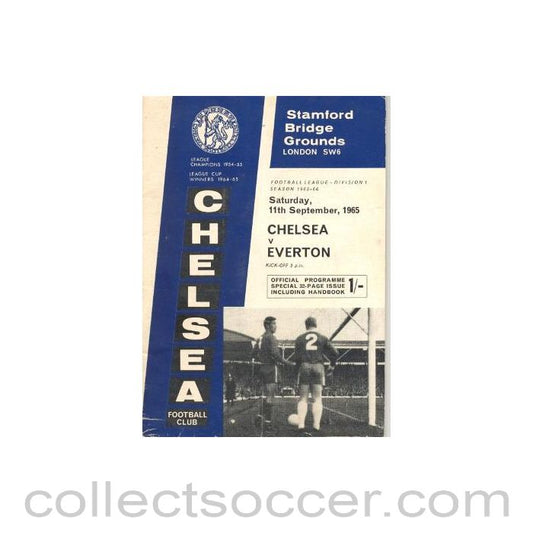 LEAGUE
CHAMPIONS 1954-55
LEAGUE CUP
WINNERS 1964-65
CHELSEA
FOOTBALL
CLUB
Stamford
Bridge
Grounds
LONDON SW6
FOOTBALL LEAGUE - DIVISION 1
SEASON 1965-66
Saturday,
11th September, 1965
CHELSEA
v
EVERTON
KICK-OFF 3 p.m.
OFFICIAL PROGRAMME
SPECIAL 32-PAGE ISSUE
INCLUDING HANDBOOK
1/-
2
collectsoccer.com